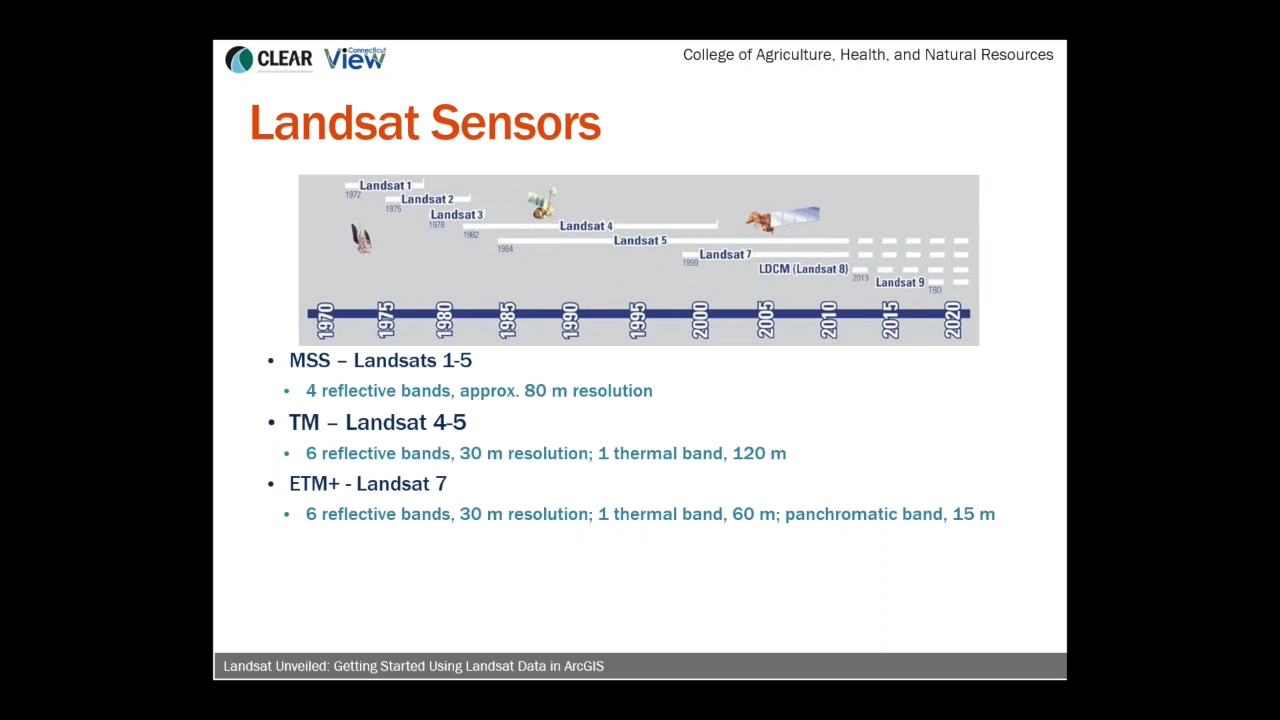 CLEAR
Connecticut
View
College of Agriculture, Health, and Natural Resources
Landsat Sensors
Landsat 1
1972
Landsat 2
1975
Landsat 3
1978
Landsat 4
1982
Landsat 5
1984
Landsat 7
1999
LDCM (Landsat 8)
2013
Landsat 9
TBD
1970 1975 1980 1985 1990 1995 2000 2005 2010 2015 2020
• MSS – Landsats 1-5
• 4 reflective bands, approx. 80 m resolution
• TM – Landsat 4-5
• 6 reflective bands, 30 m resolution; 1 thermal band, 120 m
• ETM+ - Landsat 7
• 6 reflective bands, 30 m resolution; 1 thermal band, 60 m; panchromatic band, 15 m
Landsat Unveiled: Getting Started Using Landsat Data in ArcGIS